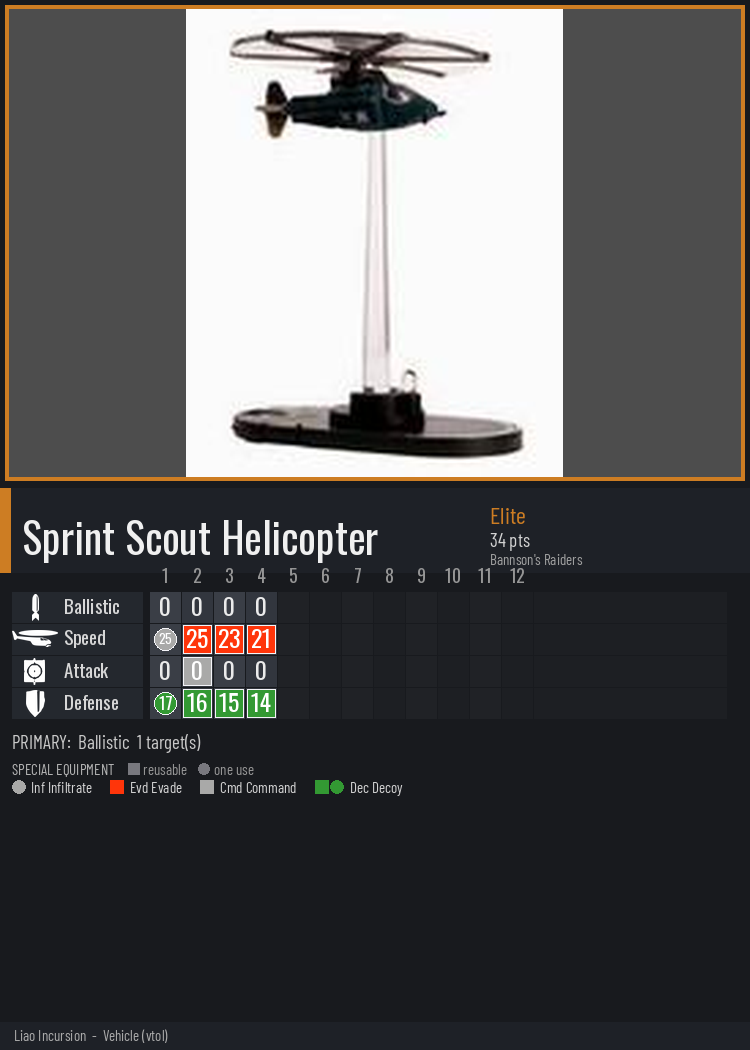 Sprint Scout Helicopter
Elite
34 pts
Bannson's Raiders
1 2 3 4 5 6 7 8 9 10 11 12
Ballistic 0 0 0 0
Speed 25 25 23 21
Attack 0 0 0 0
Defense 17 16 15 14
PRIMARY: Ballistic 1 target(s)
SPECIAL EQUIPMENT reusable one use
Inf Infiltrate Evd Evade Cmd Command Dec Decoy
Liao Incursion - Vehicle (vtol)